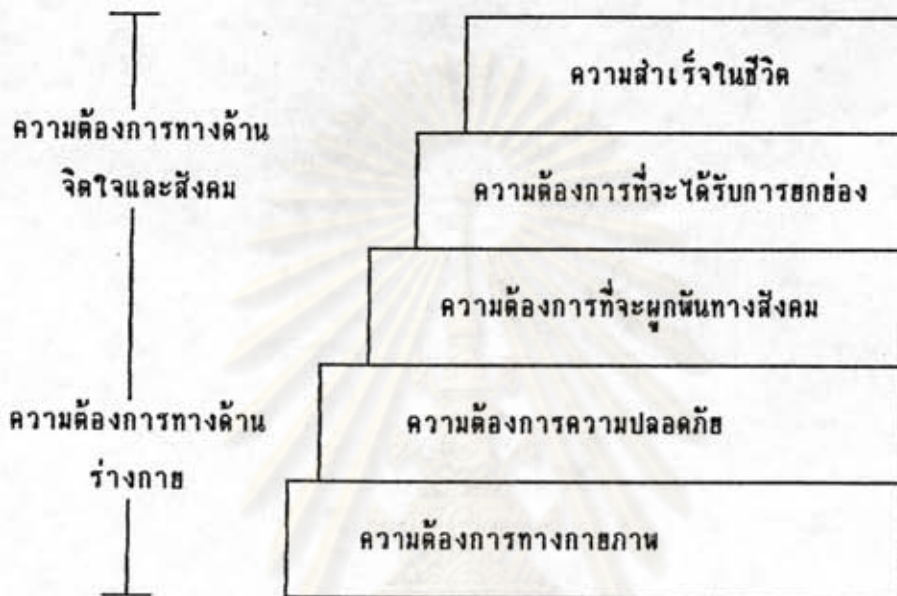 ความสำเร็จในชีวิต
ความต้องการทางด้าน
จิตใจและสังคม
ความต้องการที่จะได้รับการยกย่อง
ความต้องการที่จะผูกพันทางสังคม
ความต้องการทางด้าน
ร่างกาย
ความต้องการความปลอดภัย
ความต้องการทางกายภาพ